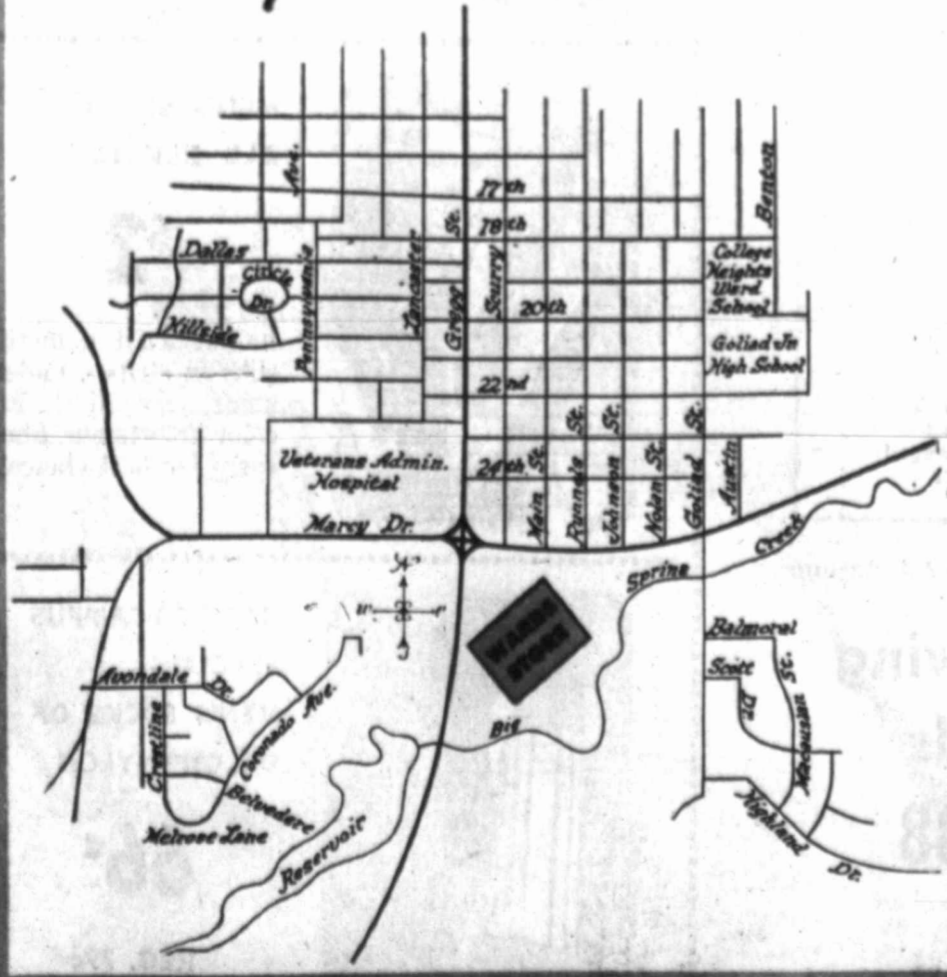 Ave.
Benton
17th
St.
18th
Dallas
Circle
Dr.
Hillside
Pennsylvania
Lancaster
Gregg
Scurry
20th
College
Heights
Ward
School
Goliad Jr
High School
22nd
Veterans Admin.
Hospital
24th
Main St.
Runnels St.
Johnson St.
Nolan St.
Goliad St.
Austin
Marcy Dr.
N
W
WARDS
STORE
Big
Spring
Creek
Balmoral
Scott
Dr.
St.
Highland
Dr.
Avondale
Dr.
Crestline
Coronado Ave.
Belvedere
Melrose Lane
Reservoir